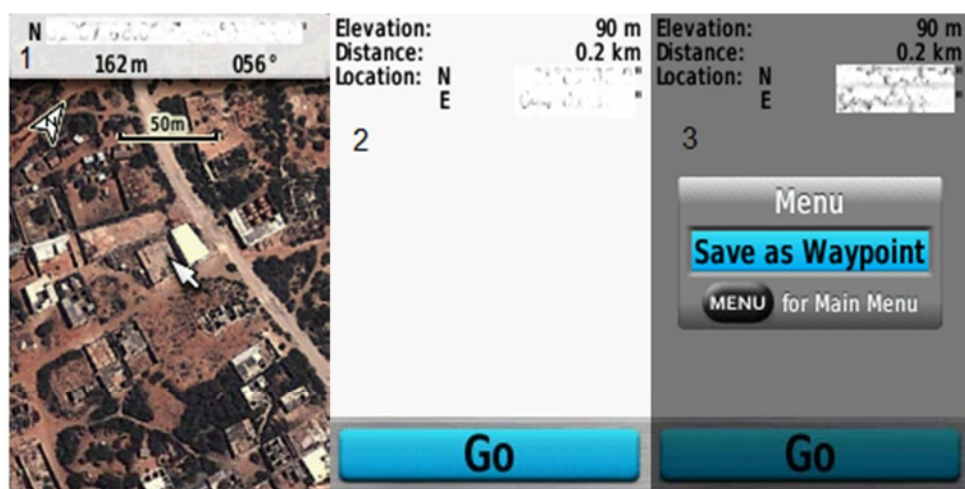 N "
1
162m 056°
N
50m
Elevation: 90 m
Distance: 0.2 km
Location: N "
E "
2
Go
Elevation: 90 m
Distance: 0.2 km
Location: N "
E "
3
Menu
Save as Waypoint
MENU for Main Menu
Go